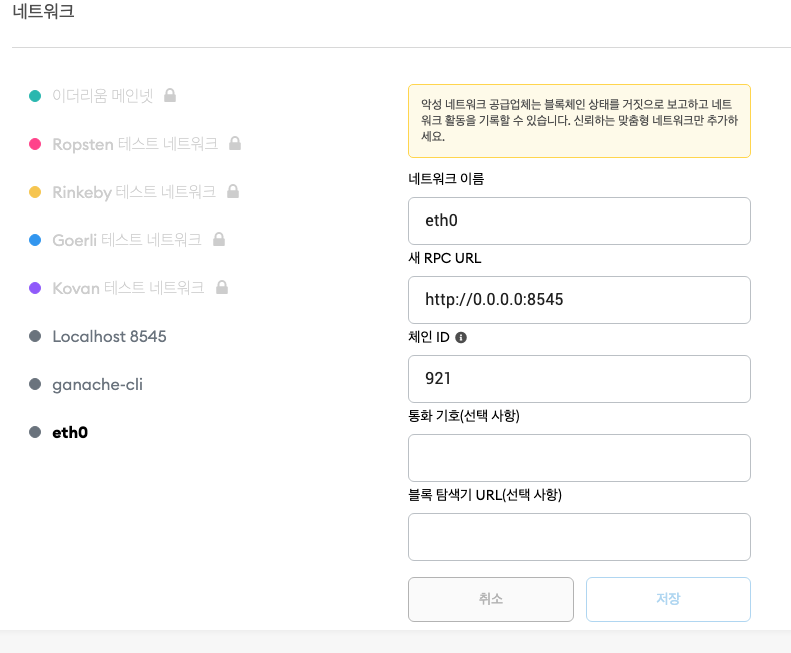 네트워크
이더리움 메인넷
Ropsten 테스트 네트워크
Rinkeby 테스트 네트워크
Goerli 테스트 네트워크
Kovan 테스트 네트워크
Localhost 8545
ganache-cli
eth0
악성 네트워크 공급업체는 블록체인 상태를 거짓으로 보고하고 네트
워크 활동을 기록할 수 있습니다. 신뢰하는 맞춤형 네트워크만 추가하
세요.
네트워크 이름
eth0
새 RPC URL
http://0.0.0.0:8545
체인 ID
921
통화 기호(선택 사항)
블록 탐색기 URL(선택 사항)
취소
저장